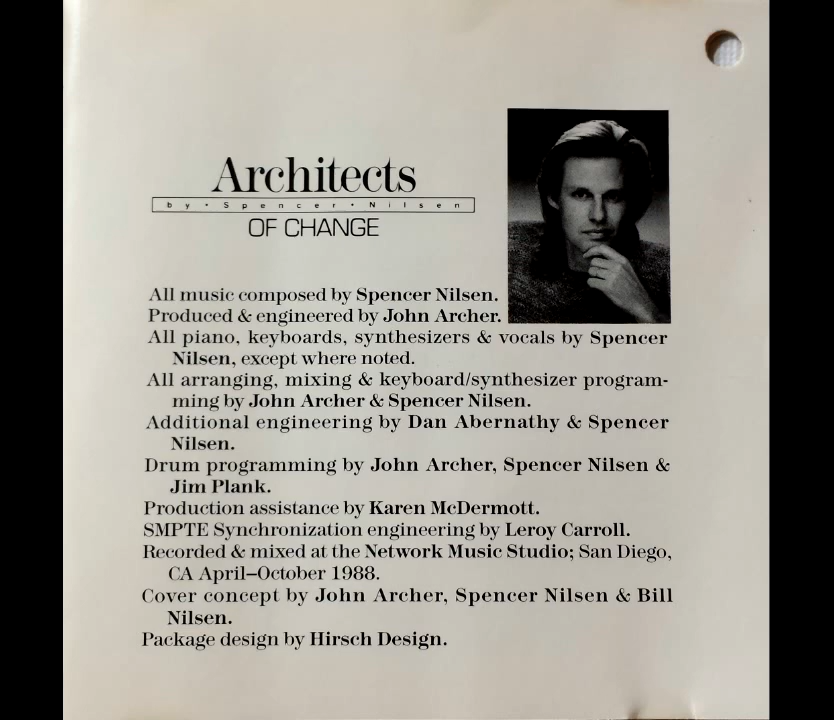 Architects
by • Spencer • Nilsen
OF CHANGE
All music composed by Spencer Nilsen.
Produced & engineered by John Archer.
All piano, keyboards, synthesizers & vocals by Spencer
Nilsen, except where noted.
All arranging, mixing & keyboard/synthesizer program-
ming by John Archer & Spencer Nilsen.
Additional engineering by Dan Abernathy & Spencer
Nilsen.
Drum programming by John Archer, Spencer Nilsen &
Jim Plank.
Production assistance by Karen McDermott.
SMPTE Synchronization engineering by Leroy Carroll.
Recorded & mixed at the Network Music Studio; San Diego,
CA April–October 1988.
Cover concept by John Archer, Spencer Nilsen & Bill
Nilsen.
Package design by Hirsch Design.